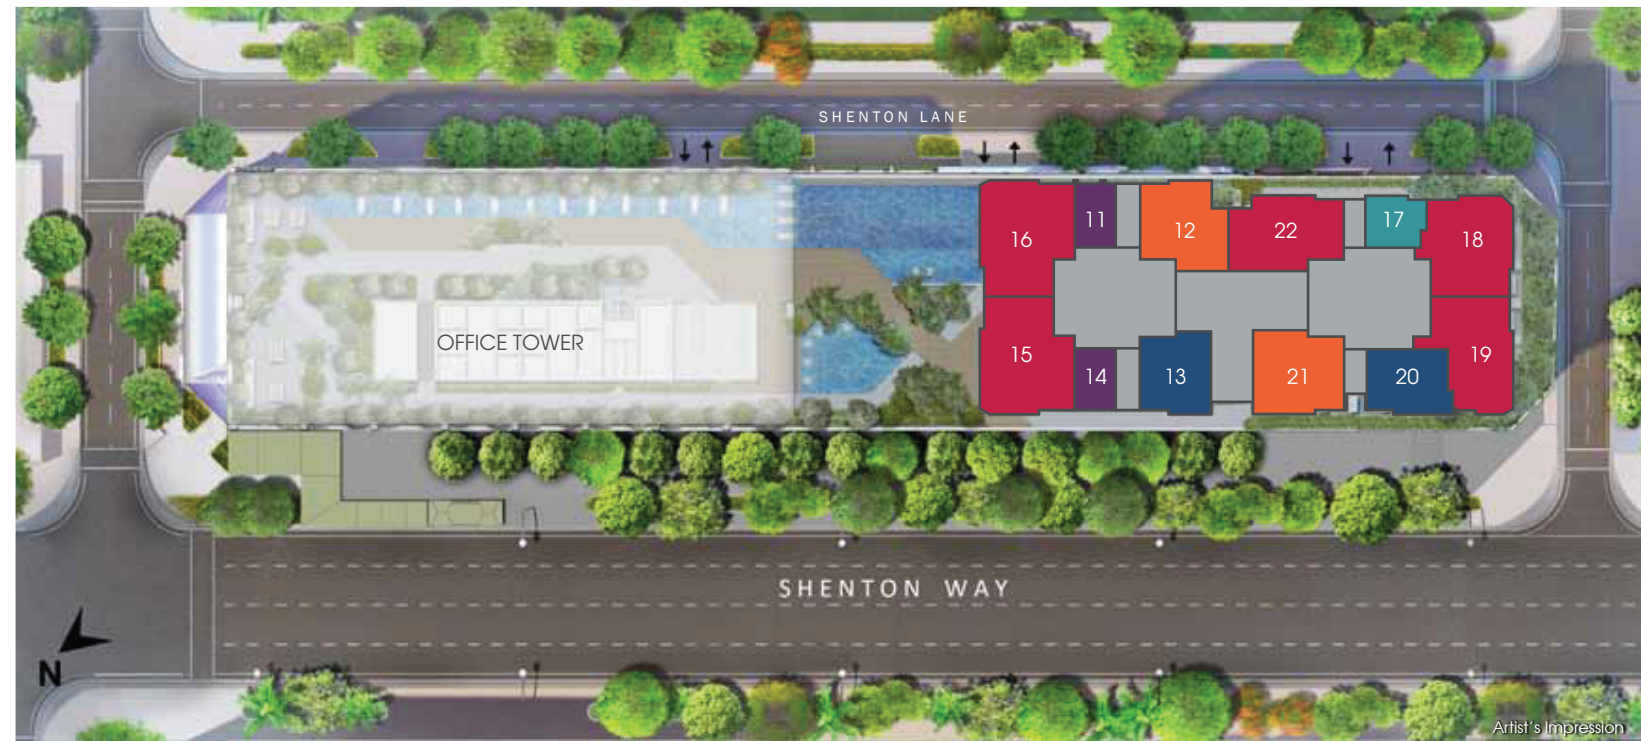 SHENTON LANE
11
12
22
17
16
18
OFFICE TOWER
15
14
13
21
20
19
SHENTON WAY
N
Artist's Impression